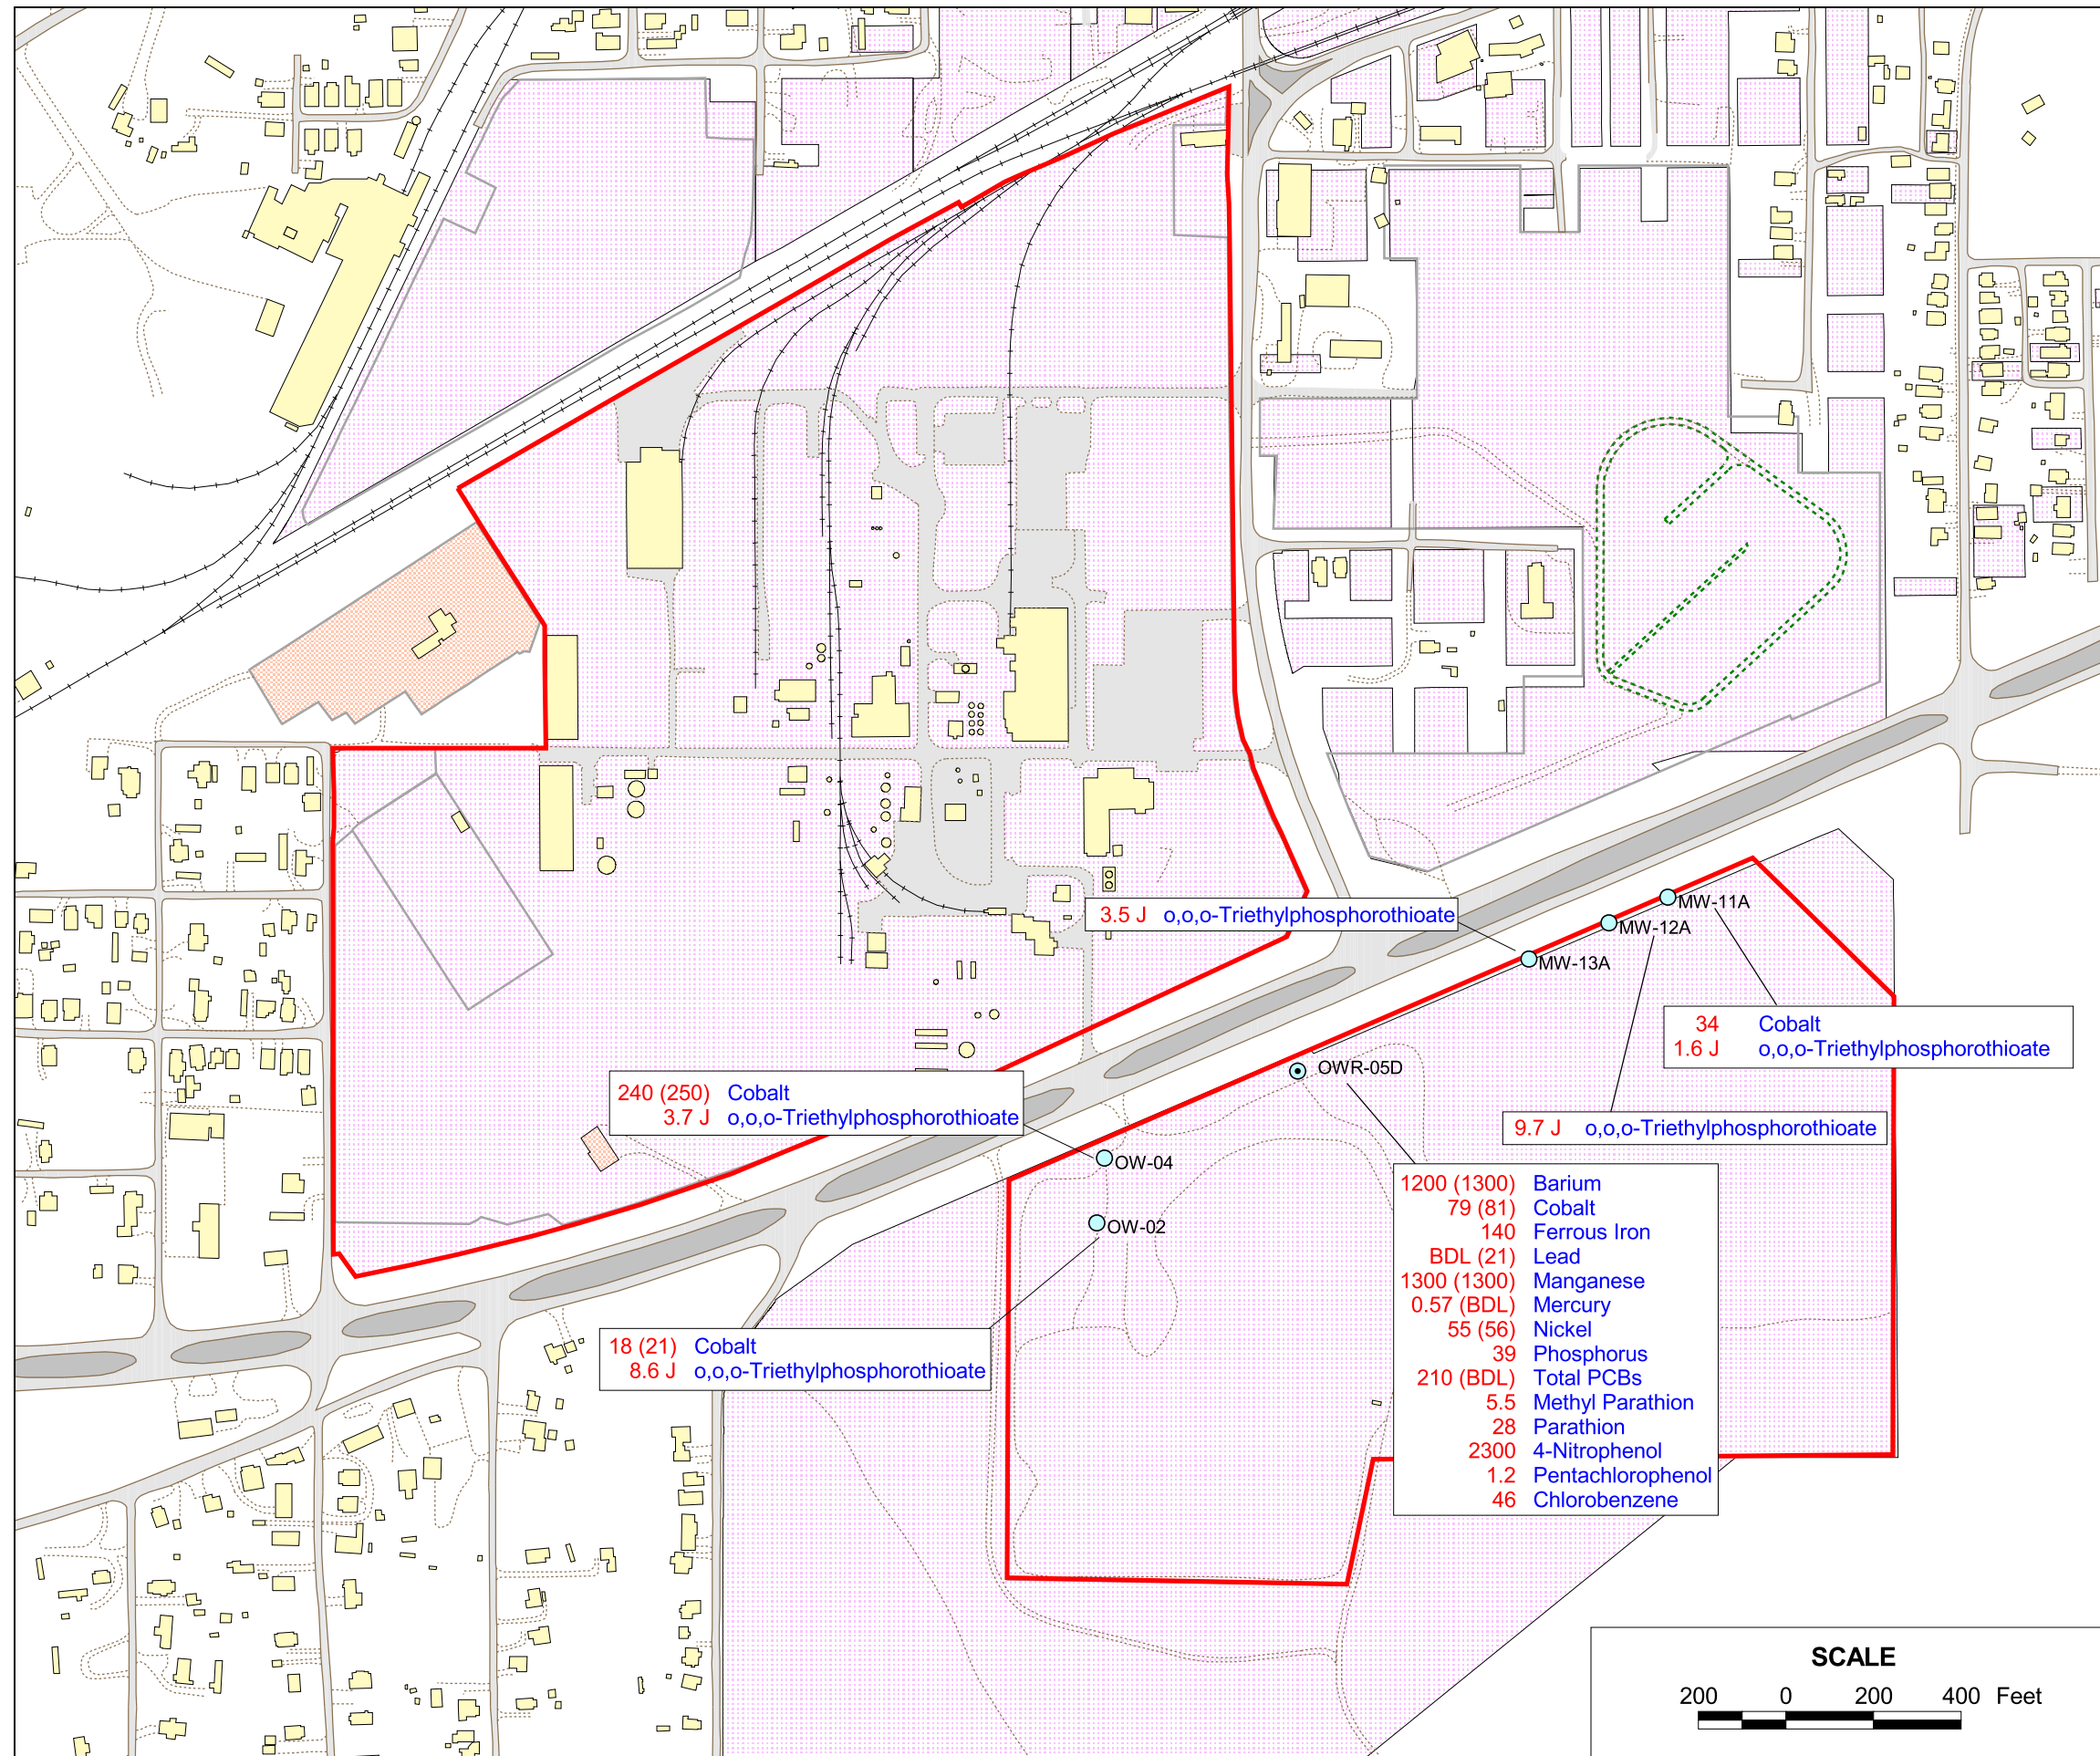 3.5 J o,o,o-Triethylphosphorothioate
MW-11A
MW-12A
MW-13A
34 Cobalt
1.6 J o,o,o-Triethylphosphorothioate
OWR-05D
240 (250) Cobalt
3.7 J o,o,o-Triethylphosphorothioate
9.7 J o,o,o-Triethylphosphorothioate
OW-04
OW-02
1200 (1300) Barium
79 (81) Cobalt
140 Ferrous Iron
BDL (21) Lead
1300 (1300) Manganese
0.57 (BDL) Mercury
55 (56) Nickel
39 Phosphorus
210 (BDL) Total PCBs
5.5 Methyl Parathion
28 Parathion
2300 4-Nitrophenol
1.2 Pentachlorophenol
46 Chlorobenzene
18 (21) Cobalt
8.6 J o,o,o-Triethylphosphorothioate
SCALE
200 0 200 400 Feet